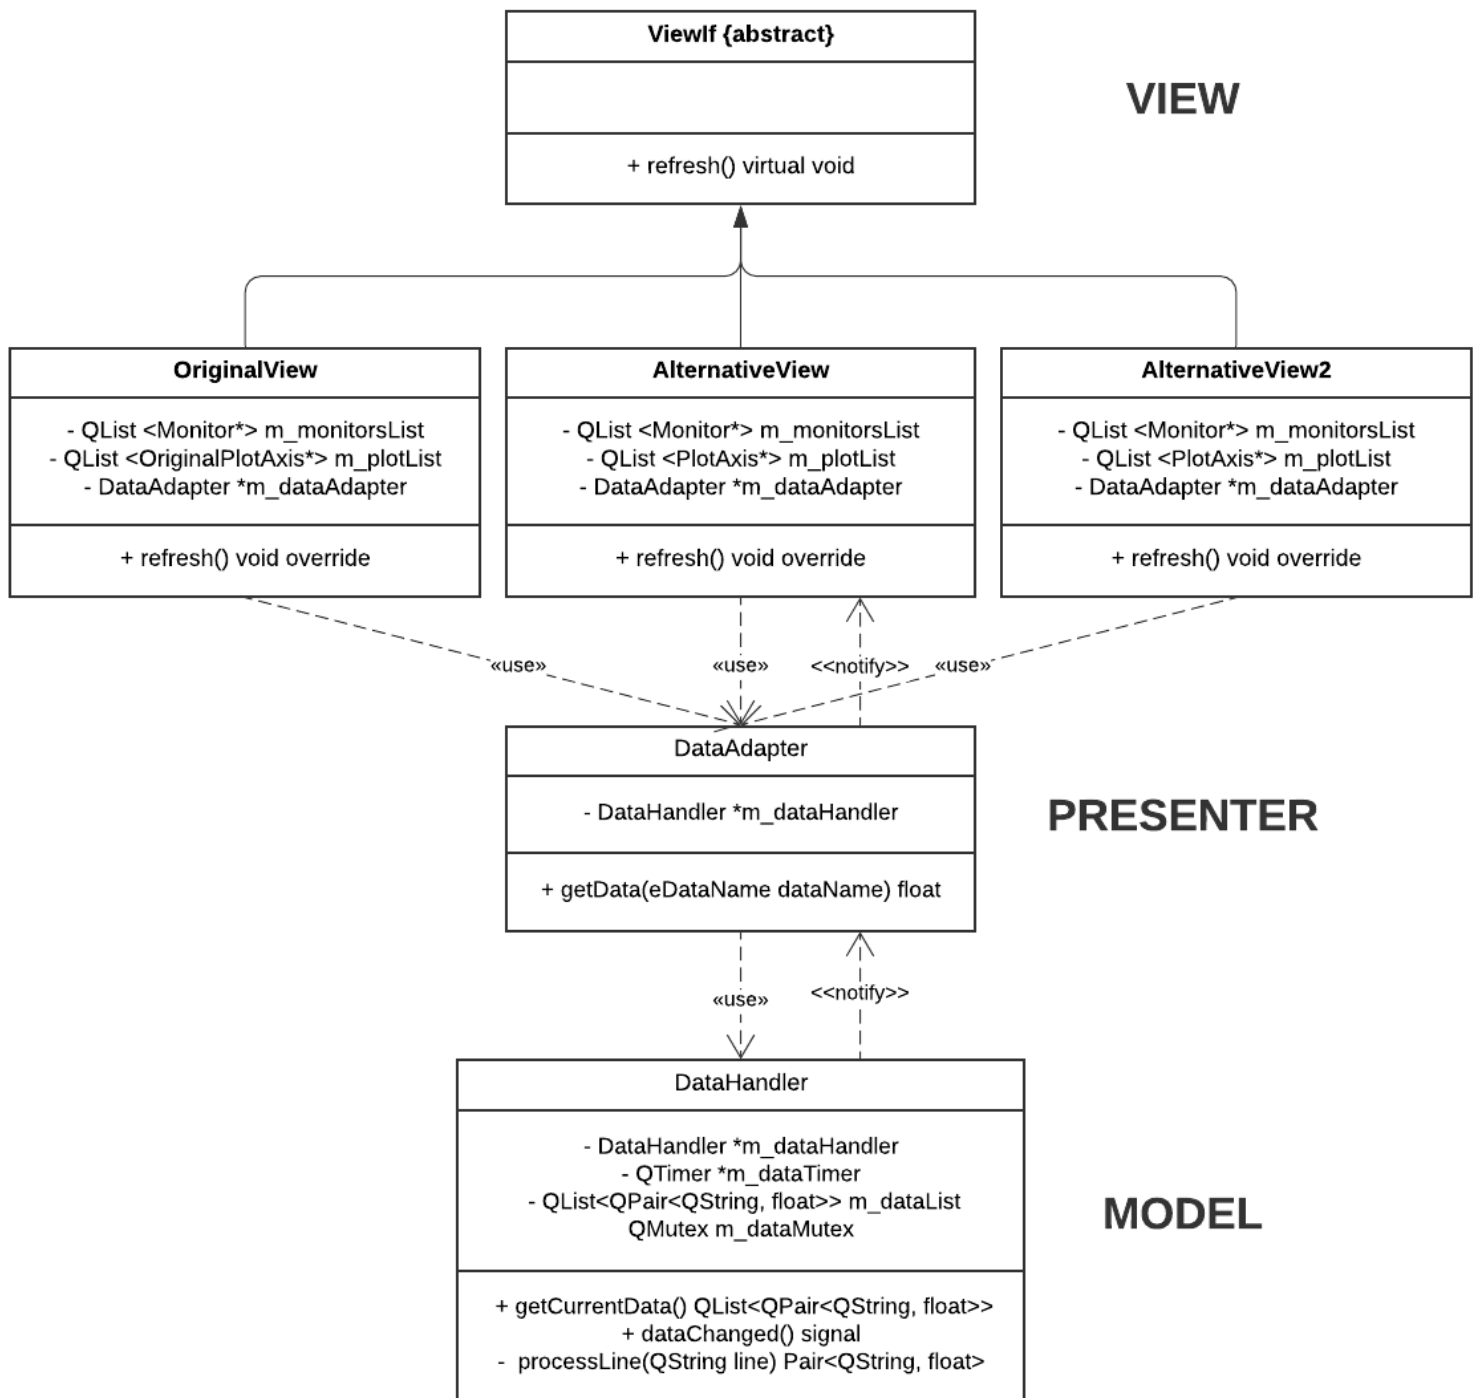 ViewIf {abstract}
VIEW
+ refresh() virtual void
OriginalView
- QList <Monitor*> m_monitorsList
- QList <OriginalPlotAxis*> m_plotList
- DataAdapter *m_dataAdapter
+ refresh() void override
AlternativeView
- QList <Monitor*> m_monitorsList
- QList <PlotAxis*> m_plotList
- DataAdapter *m_dataAdapter
+ refresh() void override
AlternativeView2
- QList <Monitor*> m_monitorsList
- QList <PlotAxis*> m_plotList
- DataAdapter *m_dataAdapter
+ refresh() void override
«use»
«use»
<<notify>>
«use»
DataAdapter
- DataHandler *m_dataHandler
+ getData(eDataName dataName) float
PRESENTER
«use»
<<notify>>
DataHandler
- DataHandler *m_dataHandler
- QTimer *m_dataTimer
- QList<QPair<QString, float>> m_dataList
QMutex m_dataMutex
MODEL
+ getCurrentData() QList<QPair<QString, float>>
+ dataChanged() signal
- processLine(QString line) Pair<QString, float>